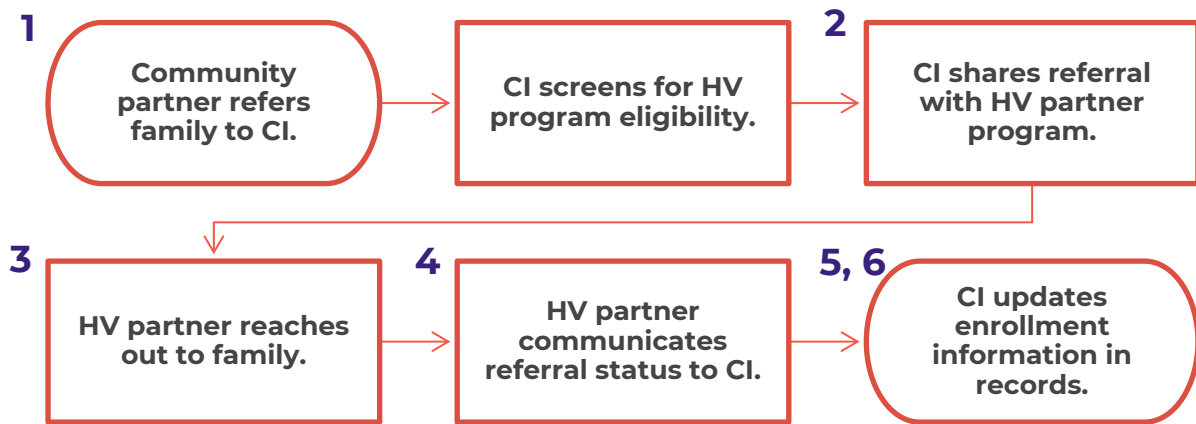 1
Community
partner refers
family to CI.
CI screens for HV
program eligibility.
2
CI shares referral
with HV partner
program.
3
HV partner reaches
out to family.
4
HV partner
communicates
referral status to CI.
5, 6
CI updates
enrollment
information in
records.